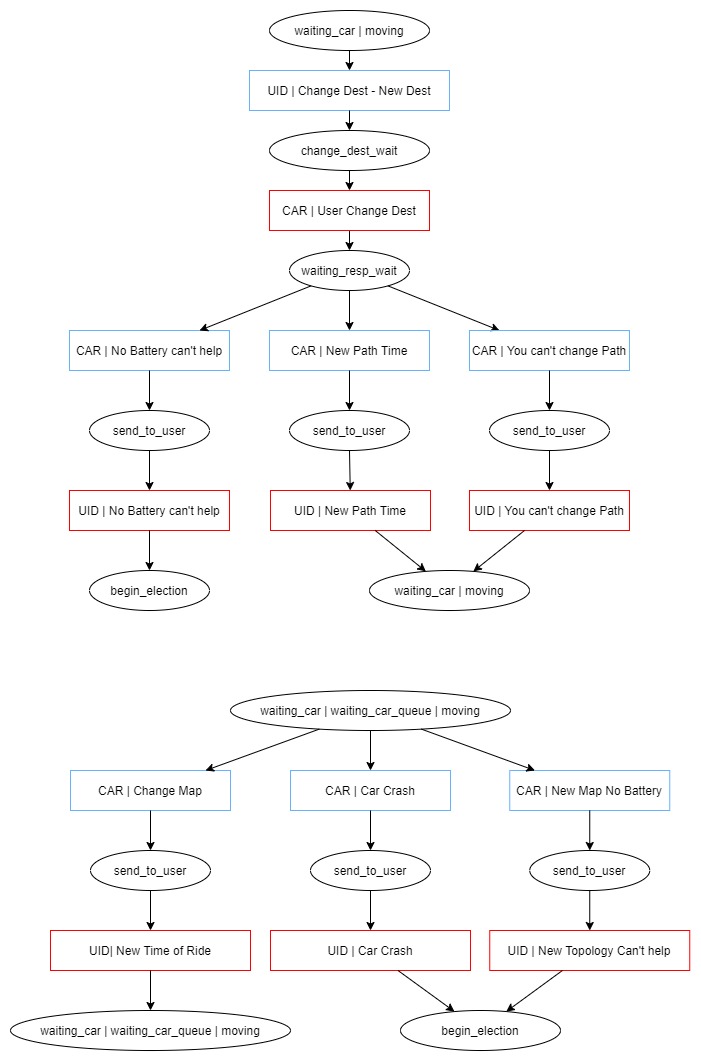 waiting_car | moving
UID | Change Dest - New Dest
change_dest_wait
CAR | User Change Dest
waiting_resp_wait
CAR | No Battery can't help
CAR | New Path Time
CAR | You can't change Path
send_to_user
send_to_user
send_to_user
UID | No Battery can't help
UID | New Path Time
UID | You can't change Path
begin_election
waiting_car | moving
waiting_car | waiting_car_queue | moving
CAR | Change Map
CAR | Car Crash
CAR | New Map No Battery
send_to_user
send_to_user
send_to_user
UID| New Time of Ride
UID | Car Crash
UID | New Topology Can't help
waiting_car | waiting_car_queue | moving
begin_election